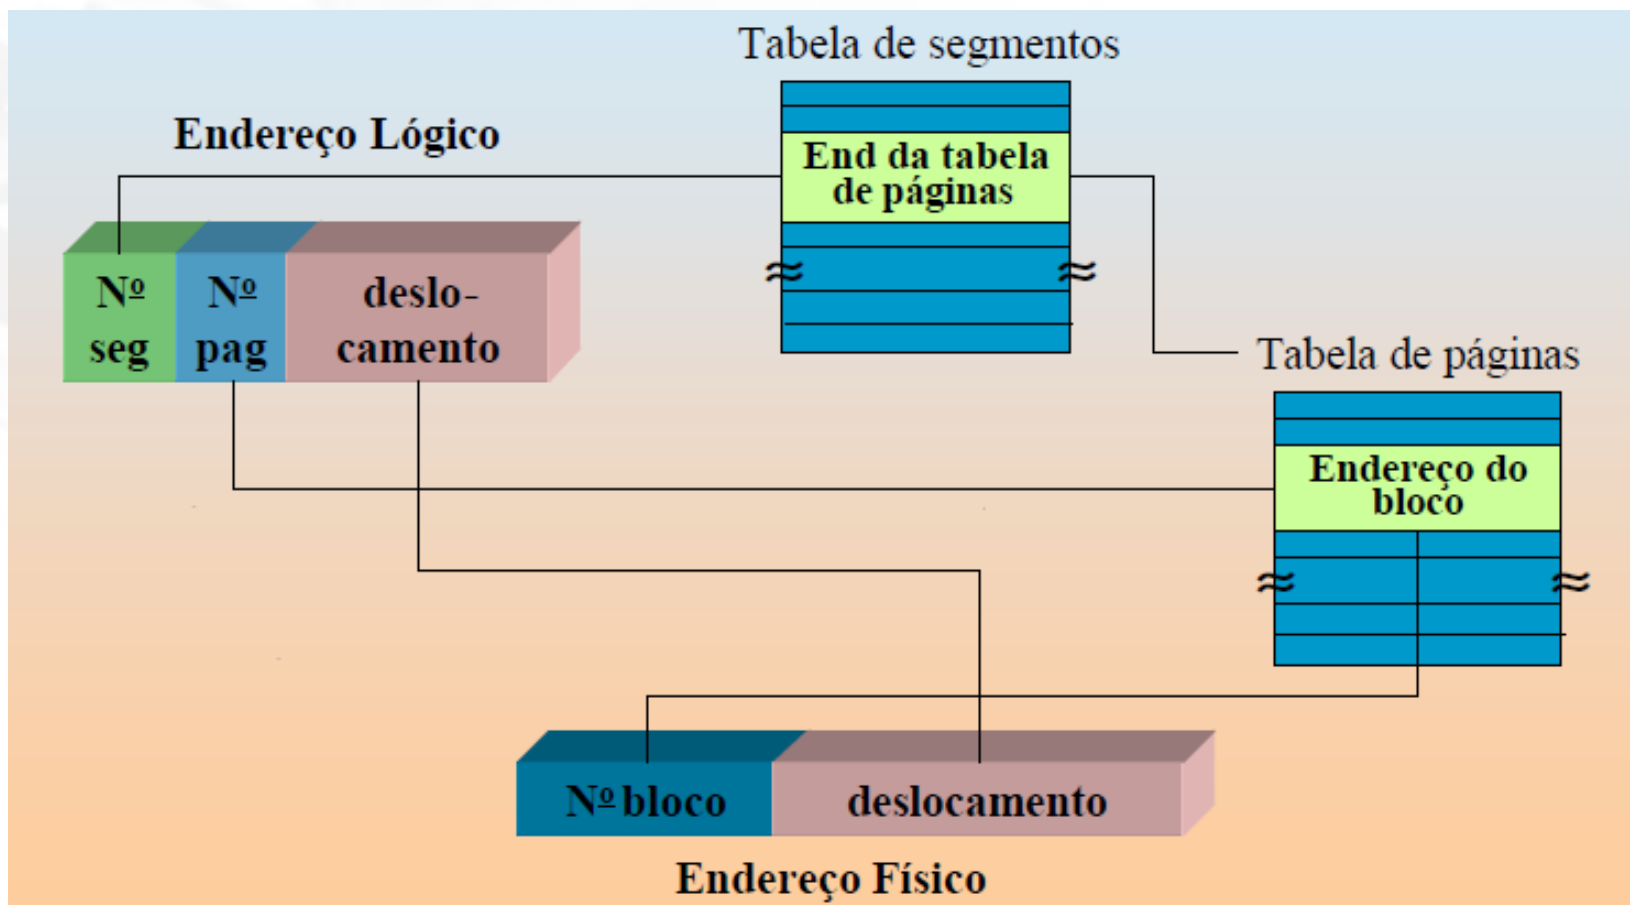 Tabela de segmentos
Endereço Lógico
End da tabela
de páginas
Nº
seg
Nº
pag
deslo-
camento
Tabela de páginas
Endereço do
bloco
Nº bloco
deslocamento
Endereço Físico